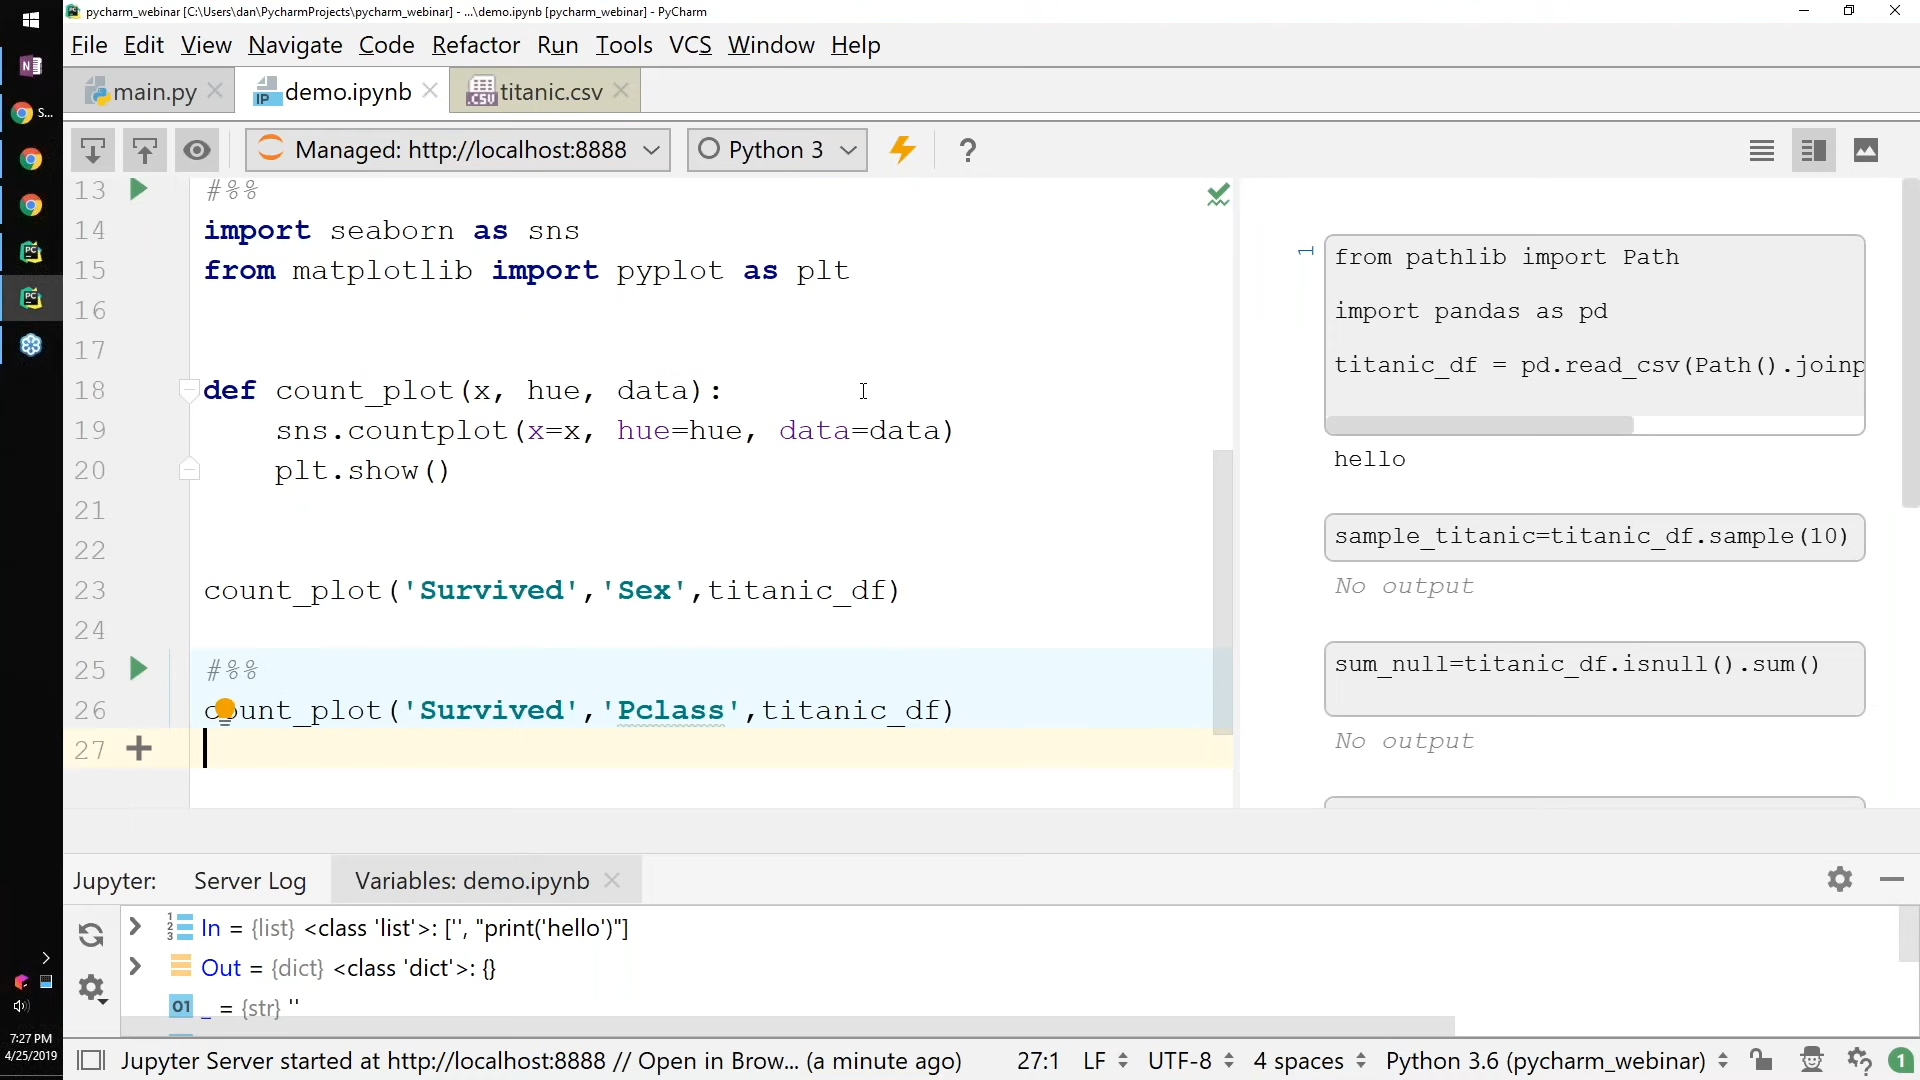 pycharm_webinar [C:\Users\dan\PycharmProjects\pycharm_webinar] - ...\demo.ipynb [pycharm_webinar] - PyCharm
File Edit View Navigate Code Refactor Run Tools VCS Window Help
main.py demo.ipynb titanic.csv
Managed: http://localhost:8888 Python 3 ?
13 #%%
14 import seaborn as sns
15 from matplotlib import pyplot as plt
16
17
18 def count_plot(x, hue, data):
19 sns.countplot(x=x, hue=hue, data=data)
20 plt.show()
21
22
23 count_plot('Survived','Sex',titanic_df)
24
25 #%%
26 count_plot('Survived','Pclass',titanic_df)
27
1
from pathlib import Path
import pandas as pd
titanic_df = pd.read_csv(Path().joinp
hello
sample_titanic=titanic_df.sample(10)
No output
sum_null=titanic_df.isnull().sum()
No output
Jupyter: Server Log Variables: demo.ipynb
In = {list} <class 'list'>: ['', "print('hello')"]
Out = {dict} <class 'dict'>: {}
01 _ = {str} ''
Jupyter Server started at http://localhost:8888 // Open in Brow... (a minute ago) 27:1 LF UTF-8 4 spaces Python 3.6 (pycharm_webinar) 1
S...
7:27 PM
4/25/2019